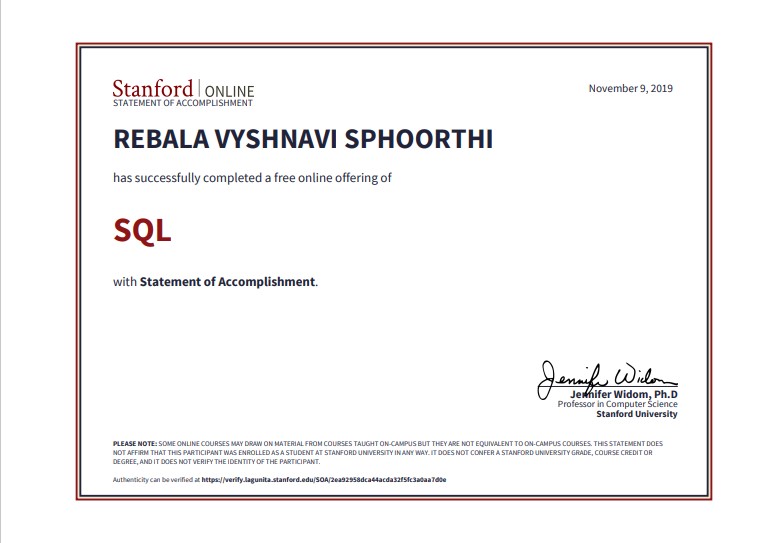 Stanford | ONLINE
STATEMENT OF ACCOMPLISHMENT
November 9, 2019
REBALA VYSHNAVI SPHOORTHI
has successfully completed a free online offering of
SQL
with Statement of Accomplishment.
Jennifer Widom
Jennifer Widom, Ph.D
Professor in Computer Science
Stanford University
PLEASE NOTE: SOME ONLINE COURSES MAY DRAW ON MATERIAL FROM COURSES TAUGHT ON-CAMPUS BUT THEY ARE NOT EQUIVALENT TO ON-CAMPUS COURSES. THIS STATEMENT DOES
NOT AFFIRM THAT THIS PARTICIPANT WAS ENROLLED AS A STUDENT AT STANFORD UNIVERSITY IN ANY WAY. IT DOES NOT CONFER A STANFORD UNIVERSITY GRADE, COURSE CREDIT OR
DEGREE, AND IT DOES NOT VERIFY THE IDENTITY OF THE PARTICIPANT.
Authenticity can be verified at https://verify.lagunita.stanford.edu/SOA/2ea92958dca44acda32f5fc3a0aa7d0e